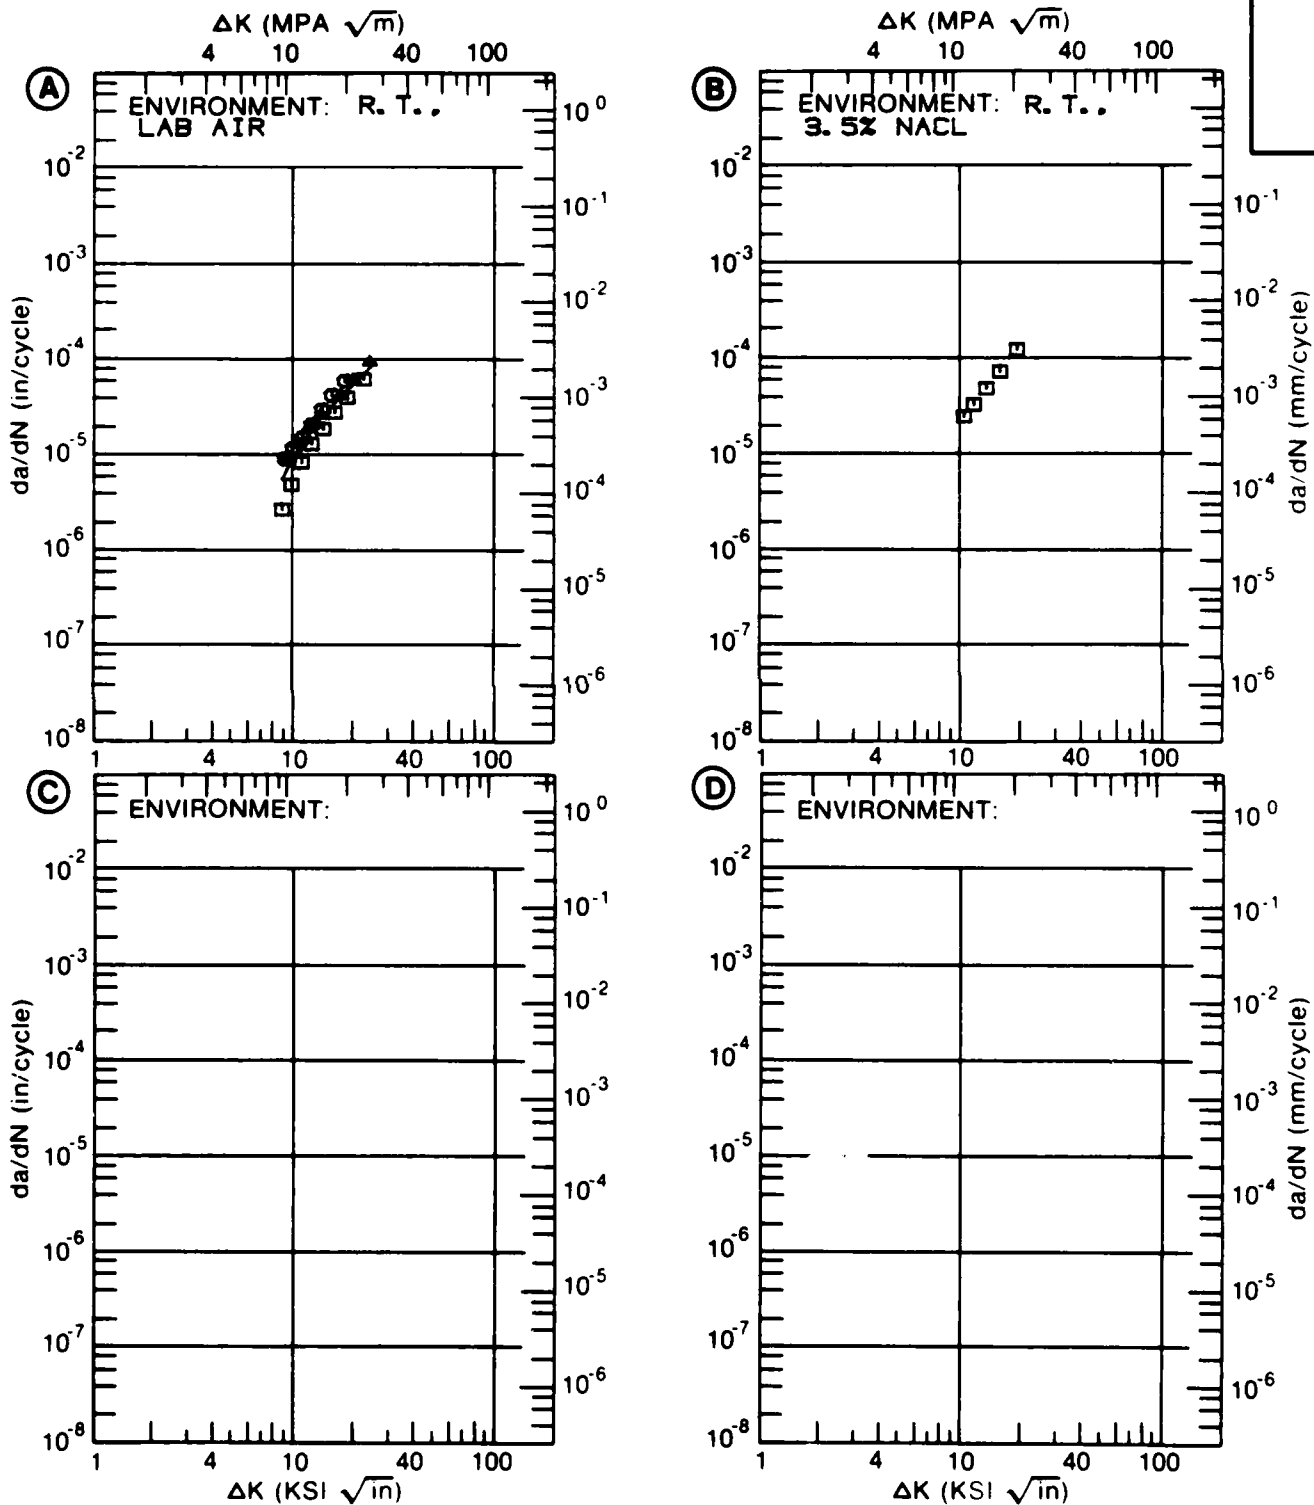 ΔK (MPA √m) ΔK (MPA √m)
4 10 40 100 4 10 40 100
A B
ENVIRONMENT: R. T., ENVIRONMENT: R. T.,
LAB AIR 3. 5% NACL
10^0
10^-2 10^-2
10^-1 10^-1
10^-3 10^-3
10^-2 10^-2
10^-4 10^-4
10^-3 10^-3
10^-5 10^-5
10^-4 10^-4
10^-6 10^-6
10^-5 10^-5
10^-7 10^-7
10^-6 10^-6
10^-8 10^-8
da/dN (in/cycle) da/dN (mm/cycle)
1 4 10 40 100 1 4 10 40 100
C D
ENVIRONMENT: ENVIRONMENT:
10^0 10^0
10^-2 10^-2
10^-1 10^-1
10^-3 10^-3
10^-2 10^-2
10^-4 10^-4
10^-3 10^-3
10^-5 10^-5
10^-4 10^-4
10^-6 10^-6
10^-5 10^-5
10^-7 10^-7
10^-6 10^-6
10^-8 10^-8
da/dN (in/cycle) da/dN (mm/cycle)
1 4 10 40 100 1 4 10 40 100
ΔK (KSI √in) ΔK (KSI √in)